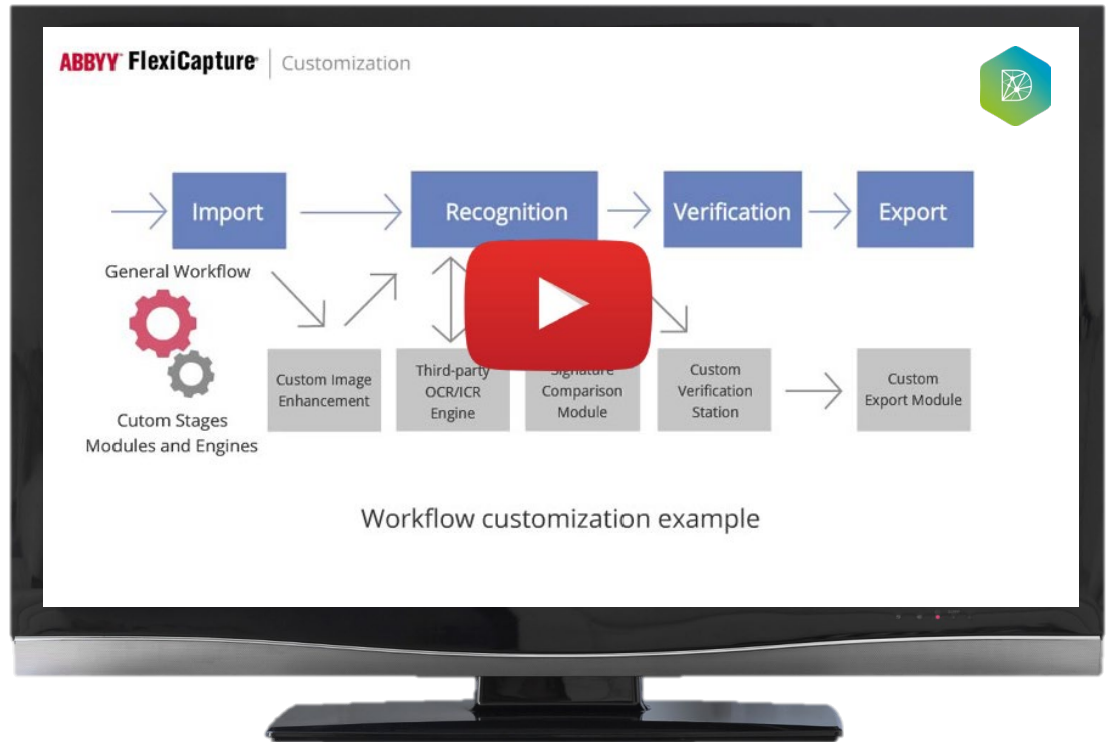 ABBYY FlexiCapture | Customization
Import
Recognition
Verification
Export
General Workflow
Cutom Stages
Modules and Engines
Custom Image
Enhancement
Third-party
OCR/ICR
Engine
Signature
Comparison
Module
Custom
Verification
Station
Custom
Export Module
Workflow customization example